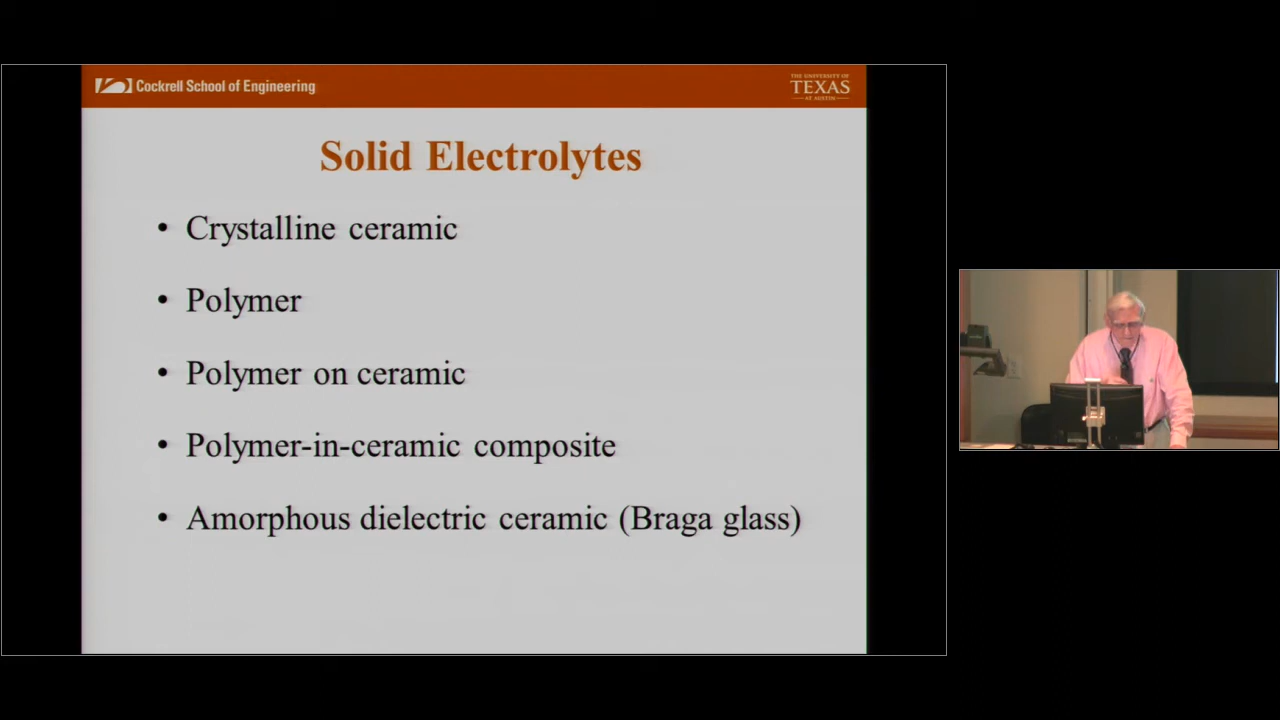 Cockrell School of Engineering
THE UNIVERSITY OF
TEXAS
AT AUSTIN
Solid Electrolytes
• Crystalline ceramic
• Polymer
• Polymer on ceramic
• Polymer-in-ceramic composite
• Amorphous dielectric ceramic (Braga glass)